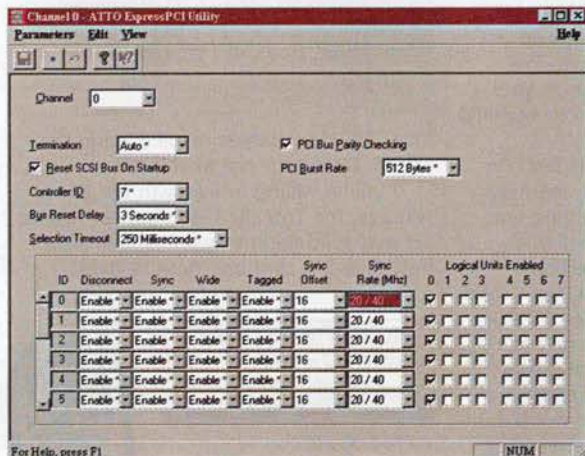 Channel 0 - ATTO ExpressPCI Utility
Parameters Edit View Help
Channel 0
Termination Auto * PCI Bus Parity Checking
Reset SCSI Bus On Startup PCI Burst Rate 512 Bytes *
Controller ID 7 *
Bus Reset Delay 3 Seconds *
Selection Timeout 250 Milliseconds *
ID Disconnect Sync Wide Tagged Sync Offset Sync Rate (Mhz) Logical Units Enabled 0 1 2 3 4 5 6 7
0 Enable * Enable * Enable * Enable * 16 20 / 40
1 Enable * Enable * Enable * Enable * 16 20 / 40
2 Enable * Enable * Enable * Enable * 16 20 / 40
3 Enable * Enable * Enable * Enable * 16 20 / 40
4 Enable * Enable * Enable * Enable * 16 20 / 40
5 Enable * Enable * Enable * Enable * 16 20 / 40
For Help, press F1 NUM